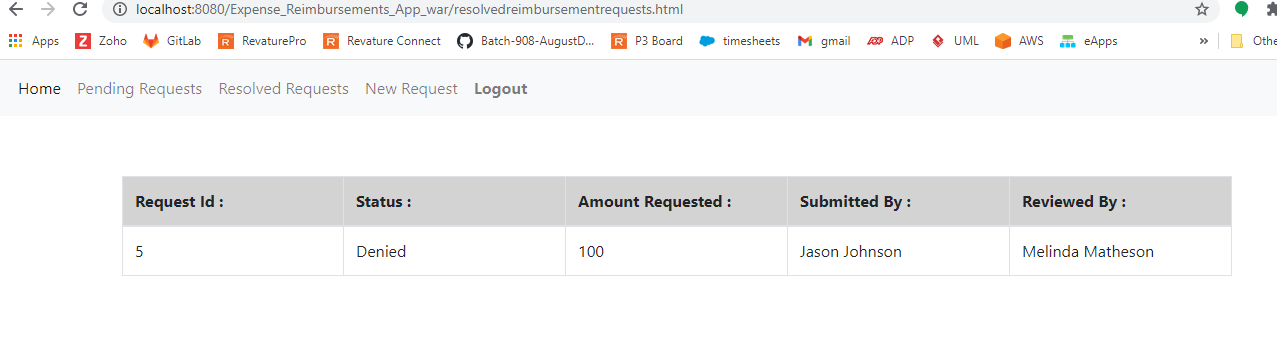 localhost:8080/Expense_Reimbursements_App_war/resolvedreimbursementrequests.html
Apps Z Zoho GitLab R RevaturePro R Revature Connect Batch-908-AugustD... R P3 Board timesheets gmail ADP UML AWS eApps » Othe
Home Pending Requests Resolved Requests New Request Logout
Request Id : Status : Amount Requested : Submitted By : Reviewed By :
5 Denied 100 Jason Johnson Melinda Matheson